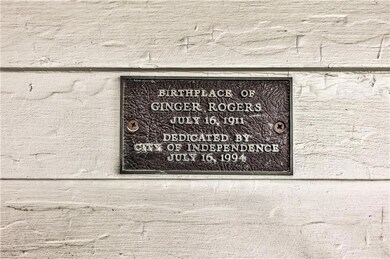 BIRTHPLACE OF
GINGER ROGERS
JULY 16, 1911
DEDICATED BY
CITY OF INDEPENDENCE
JULY 16, 1994